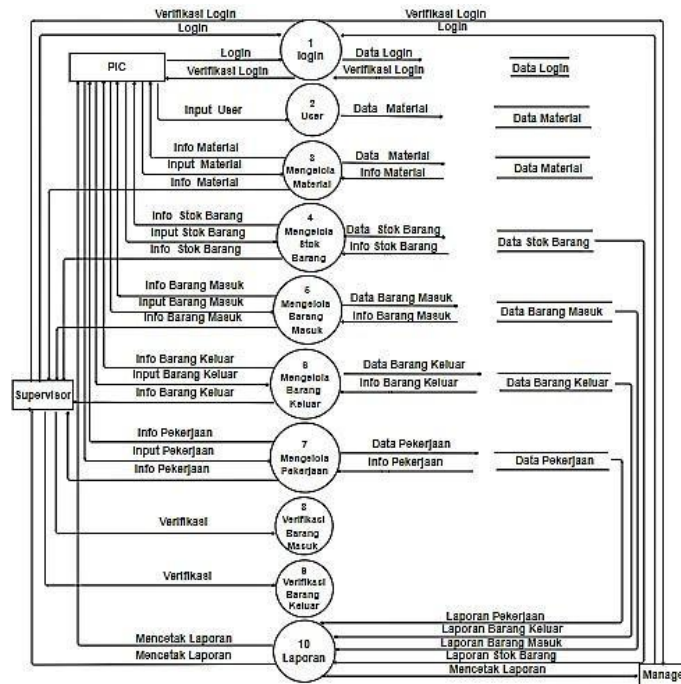 Verifikasi Login Verifikasi Login
Login Login
1
login
PIC
Login
Verifikasi Login
Data Login
Verifikasi Login
Data Login
Input User
2
User
Data Material
Data Material
Info Material
Input Material
Info Material
3
Mengelola
Material
Data Material
Info Material
Data Material
Info Stok Barang
Input Stok Barang
Info Stok Barang
4
Mengelola
Stok
Barang
Data Stok Barang
Info Stok Barang
Data Stok Barang
Info Barang Masuk
Input Barang Masuk
Info Barang Masuk
5
Mengelola
Barang
Masuk
Data Barang Masuk
Info Barang Masuk
Data Barang Masuk
Supervisor
Info Barang Keluar
Input Barang Keluar
Info Barang Keluar
6
Mengelola
Barang
Keluar
Data Barang Keluar
Info Barang Keluar
Data Barang Keluar
Info Pekerjaan
Input Pekerjaan
Info Pekerjaan
7
Mengelola
Pekerjaan
Data Pekerjaan
Info Pekerjaan
Data Pekerjaan
Verifikasi
8
Verifikasi
Barang
Masuk
Verifikasi
9
Verifikasi
Barang
Keluar
Mencetak Laporan
Mencetak Laporan
10
Laporan
Laporan Pekerjaan
Laporan Barang Keluar
Laporan Barang Masuk
Laporan Stok Barang
Mencetak Laporan
Manage